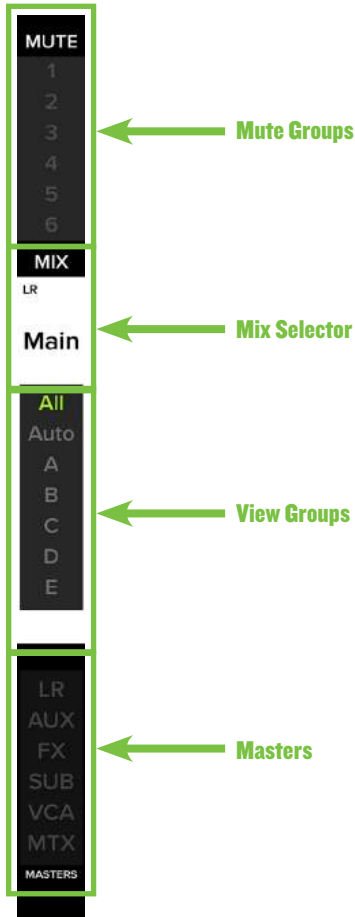 MUTE
1
2
3
4
5
6
Mute Groups
MIX
LR
Main
Mix Selector
All
Auto
A
B
C
D
E
View Groups
LR
AUX
FX
SUB
VCA
MTX
MASTERS
Masters